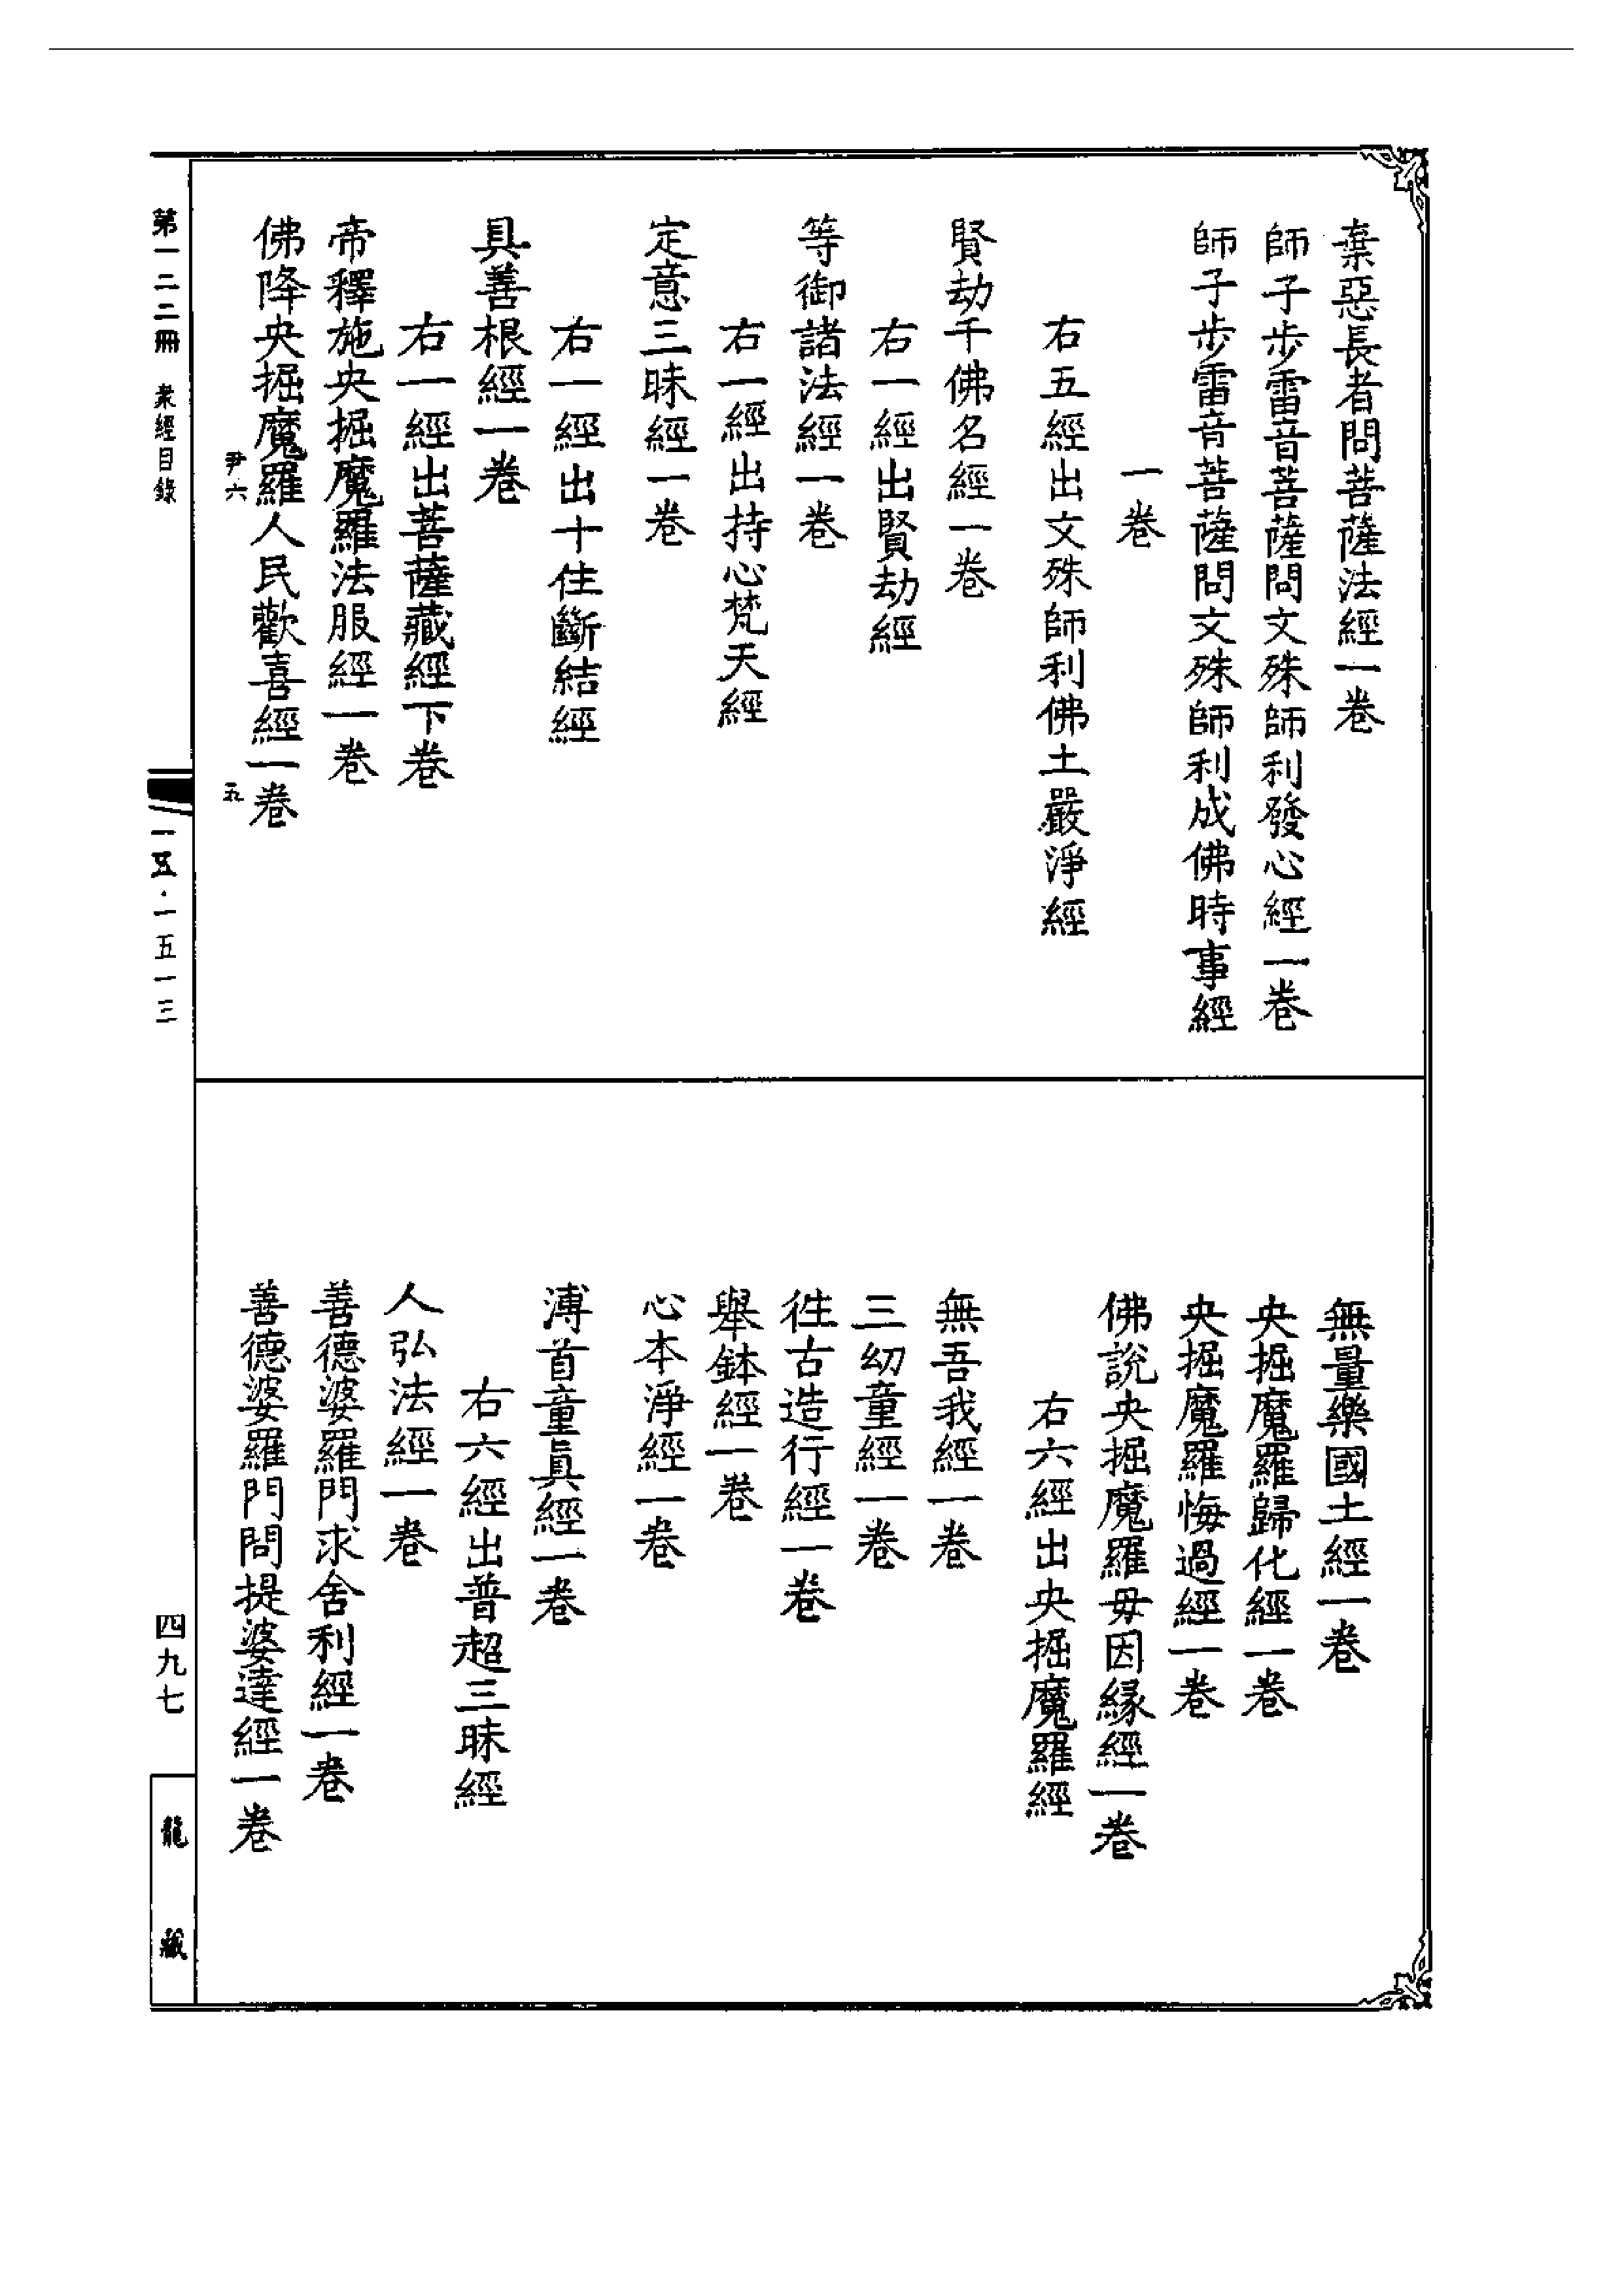 棄惡長者問菩薩法經一卷
師子步雷音菩薩問文殊師利發心經一卷
師子步雷音菩薩問文殊師利成佛時事經
一卷
右五經出文殊師利佛土嚴淨經
賢劫千佛名經一卷
右一經出賢劫經
等御諸法經一卷
右一經出持心梵天經
定意三昧經一卷
右一經出十住斷結經
具善根經一卷
右一經出菩薩藏經下卷
帝釋施央掘魔羅法服經一卷
佛降央掘魔羅人民歡喜經一卷
尹六
五
無量樂國土經一卷
央掘魔羅歸化經一卷
央掘魔羅悔過經一卷
佛說央掘魔羅毋因緣經一卷
右六經出央掘魔羅經
無吾我經一卷
三幼童經一卷
徃古造行經一卷
舉鉢經一卷
心本淨經一卷
溥首童眞經一卷
右六經出普超三昧經
人弘法經一卷
善德婆羅門求舍利經一卷
善德婆羅門問提婆達經一卷
第一二二冊 衆經目錄
一五·一五一三
四九七
龍藏